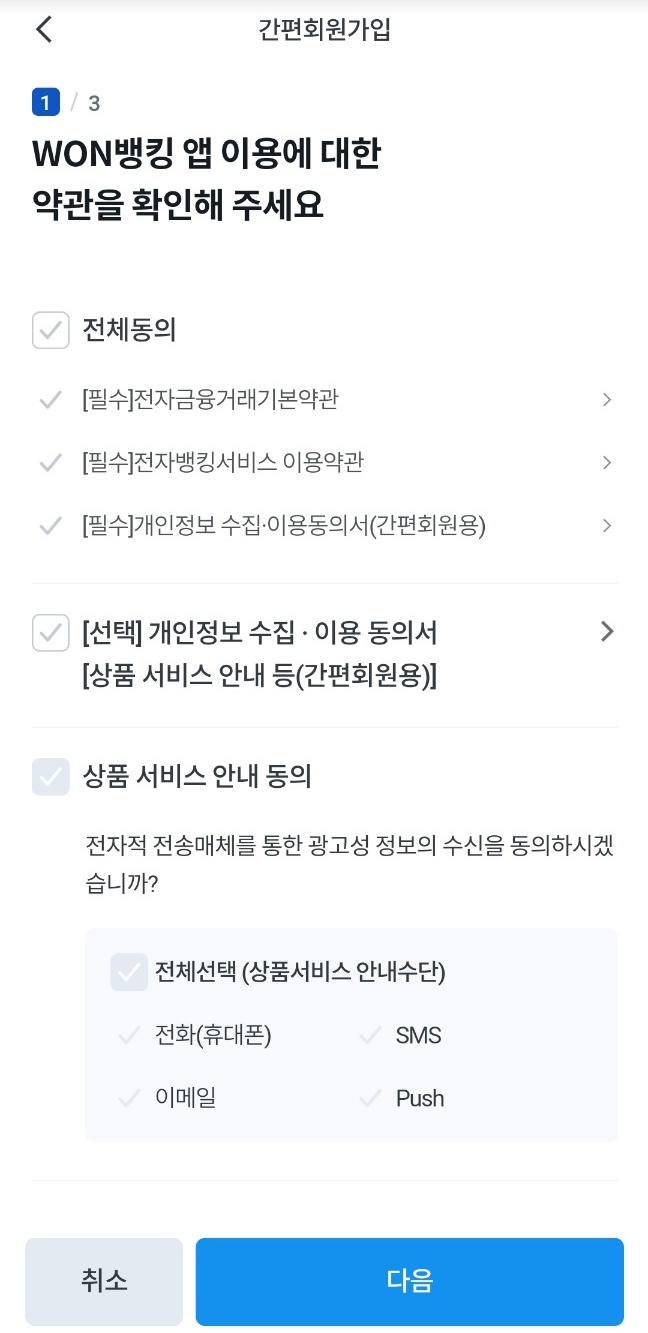 간편회원가입
1 / 3
WON뱅킹 앱 이용에 대한
약관을 확인해 주세요
전체동의
[필수]전자금융거래기본약관
[필수]전자뱅킹서비스 이용약관
[필수]개인정보 수집·이용동의서(간편회원용)
[선택] 개인정보 수집 · 이용 동의서
[상품 서비스 안내 등(간편회원용)]
상품 서비스 안내 동의
전자적 전송매체를 통한 광고성 정보의 수신을 동의하시겠
습니까?
전체선택 (상품서비스 안내수단)
전화(휴대폰) SMS
이메일 Push
취소 다음